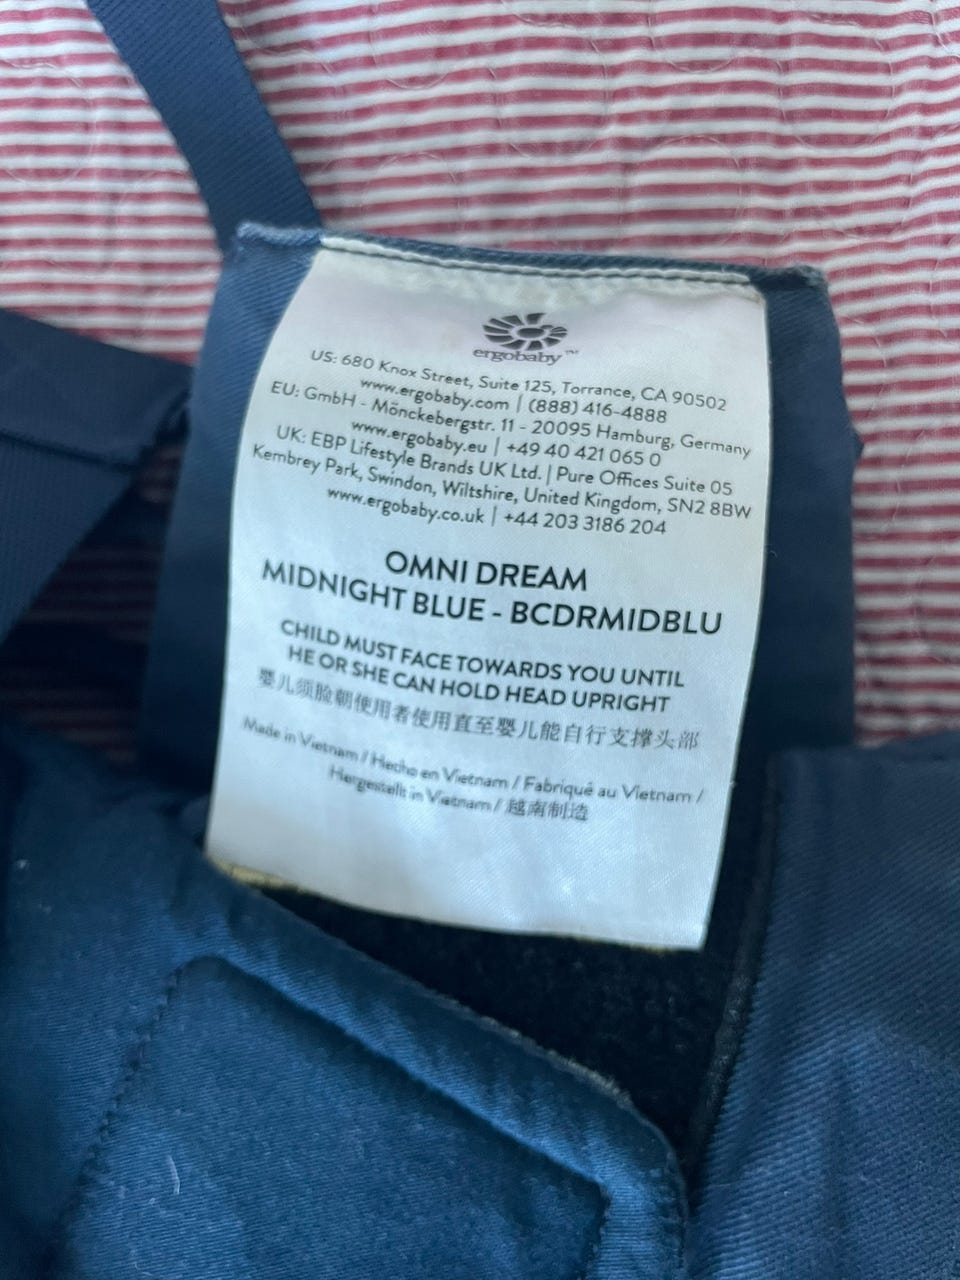 ergobaby™
US: 680 Knox Street, Suite 125, Torrance, CA 90502
www.ergobaby.com | (888) 416-4888
EU: GmbH - Mönckebergstr. 11 - 20095 Hamburg, Germany
www.ergobaby.eu | +49 40 421 065 0
UK: EBP Lifestyle Brands UK Ltd. | Pure Offices Suite 05
Kembrey Park, Swindon, Wiltshire, United Kingdom, SN2 8BW
www.ergobaby.co.uk | +44 203 3186 204
OMNI DREAM
MIDNIGHT BLUE - BCDRMIDBLU
CHILD MUST FACE TOWARDS YOU UNTIL
HE OR SHE CAN HOLD HEAD UPRIGHT
婴儿须脸朝使用者使用直至婴儿能自行支撑头部
Made in Vietnam / Hecho en Vietnam / Fabriqué au Vietnam /
Hergestellt in Vietnam / 越南制造